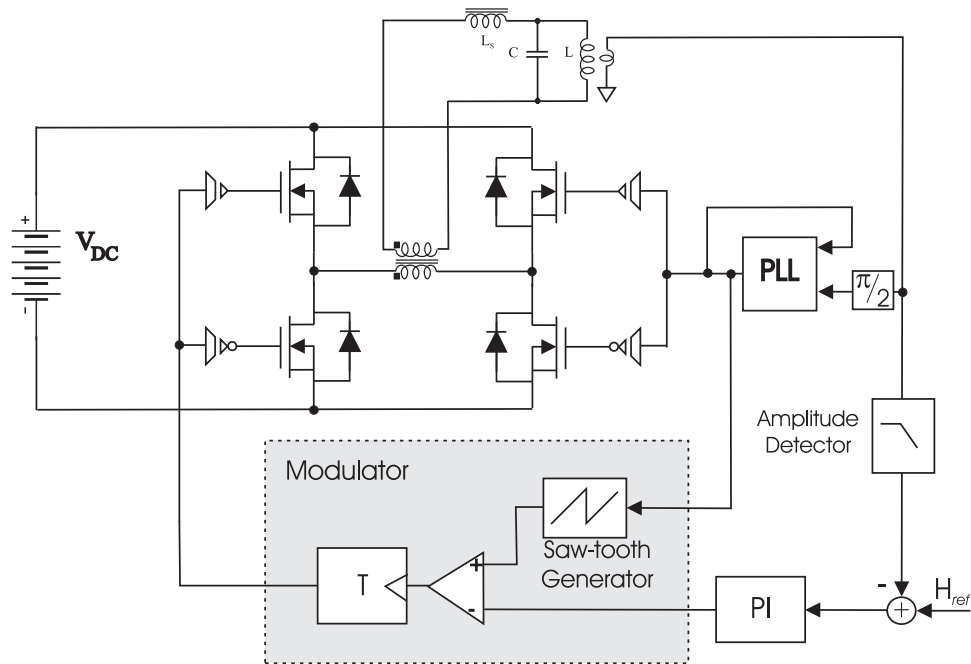 L_s
C
L
+
V_DC
-
PLL
π/2
Amplitude
Detector
Modulator
Saw-tooth
Generator
T
+
-
PI
-
+
H_ref